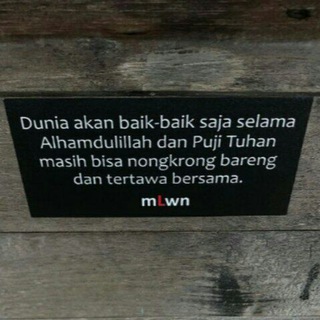 Dunia akan baik-baik saja selama
Alhamdulillah dan Puji Tuhan
masih bisa nongkrong bareng
dan tertawa bersama.
mLwn